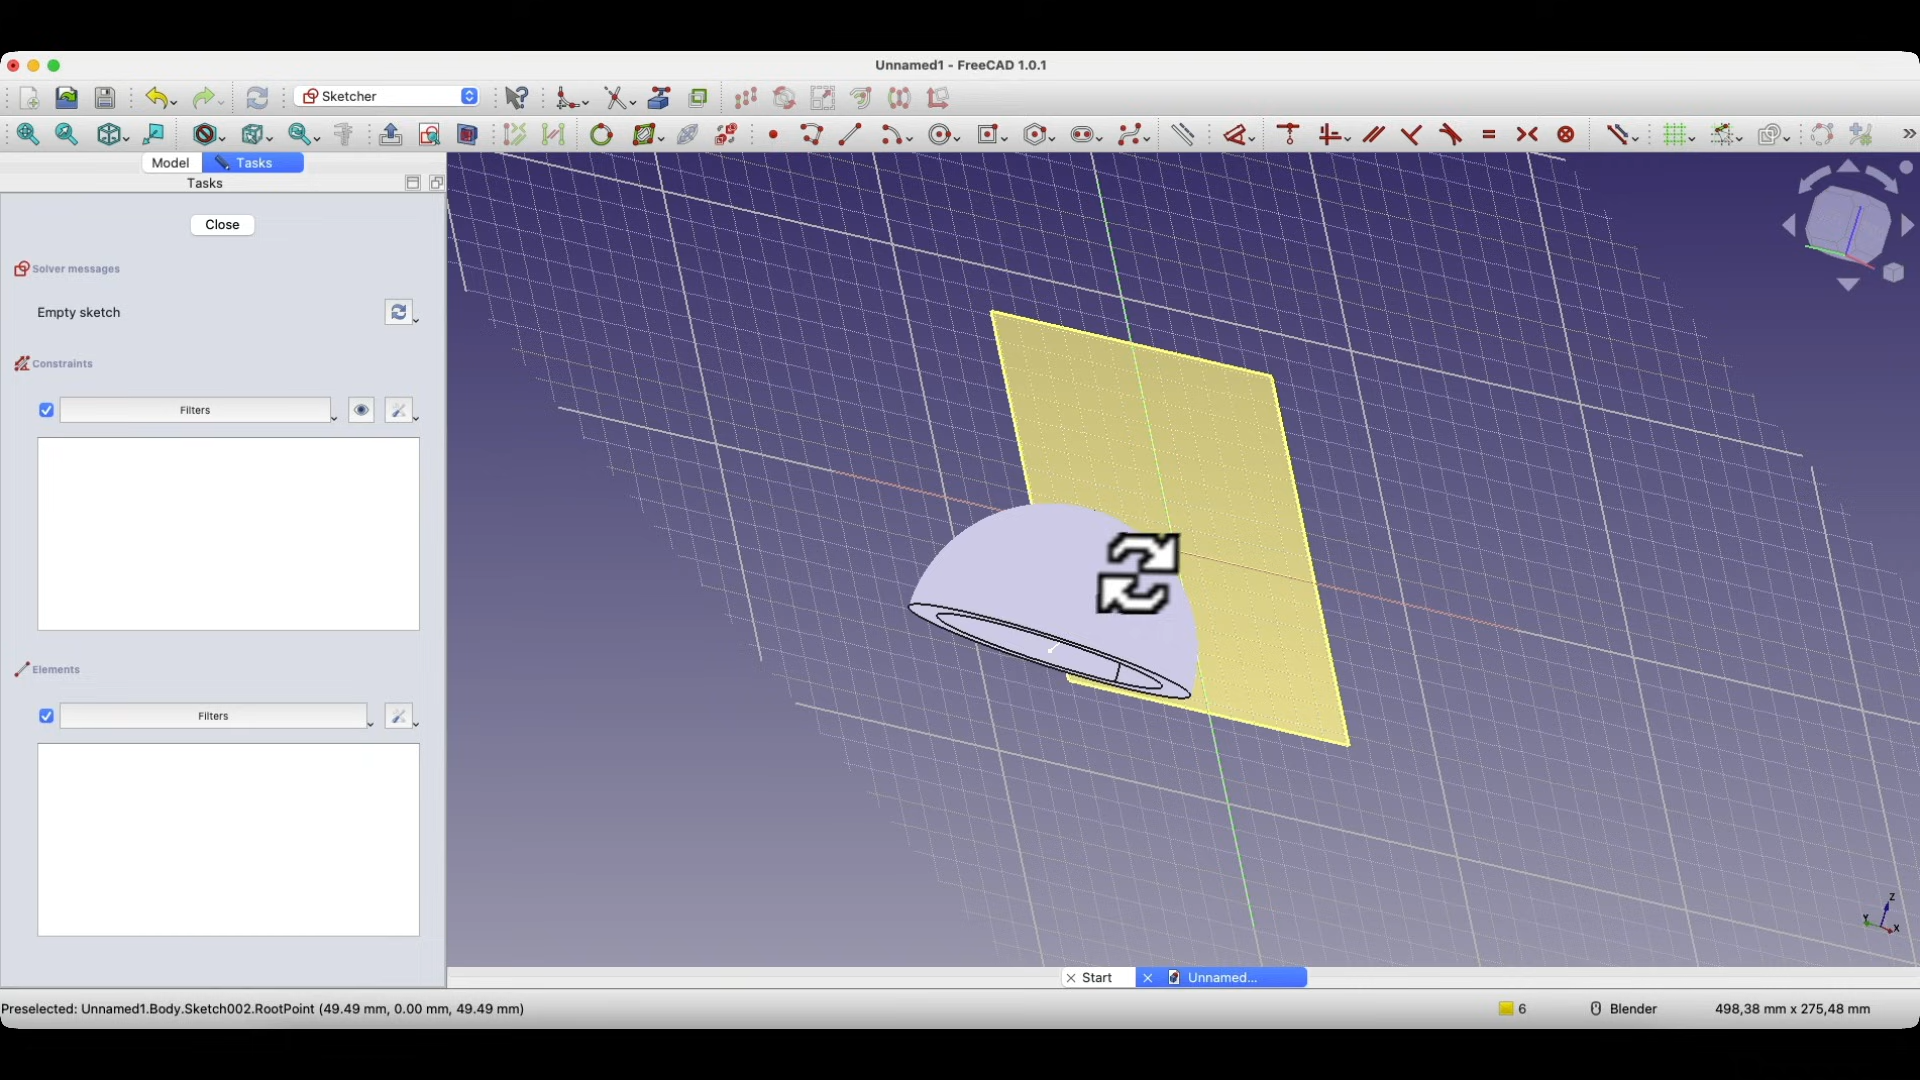 Unnamed1 - FreeCAD 1.0.1
Sketcher
Model
Tasks
Tasks
Close
Solver messages
Empty sketch
Constraints
Filters
Elements
Filters
Z
Y
X
Start
Unnamed...
Preselected: Unnamed1.Body.Sketch002.RootPoint (49.49 mm, 0.00 mm, 49.49 mm)
6
Blender
498,38 mm x 275,48 mm